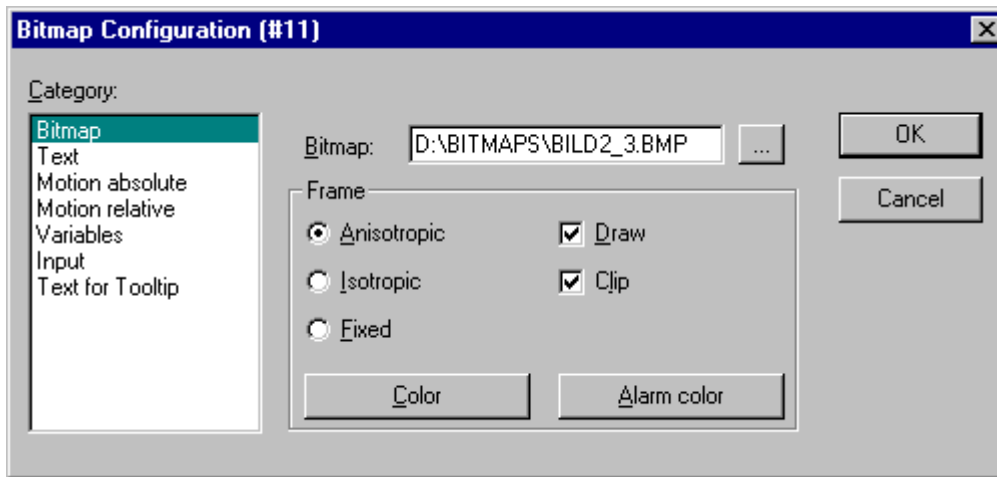 Bitmap Configuration (#11)
Category:
Bitmap
Text
Motion absolute
Motion relative
Variables
Input
Text for Tooltip
Bitmap: D:\BITMAPS\BILD2_3.BMP ...
Frame
Anisotropic Draw
Isotropic Clip
Fixed
Color Alarm color
OK
Cancel